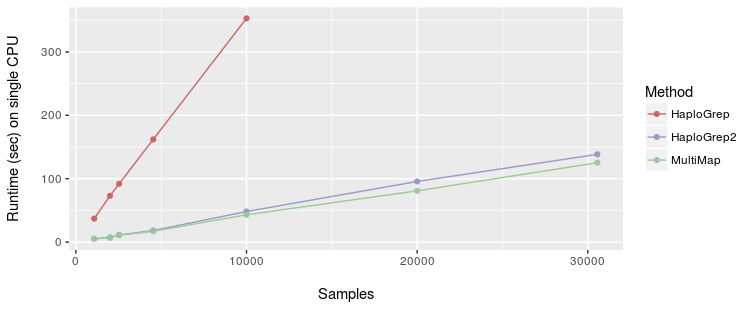 Runtime (sec) on single CPU
300
200
100
0
0 10000 20000 30000
Samples
Method
HaploGrep
HaploGrep2
MultiMap